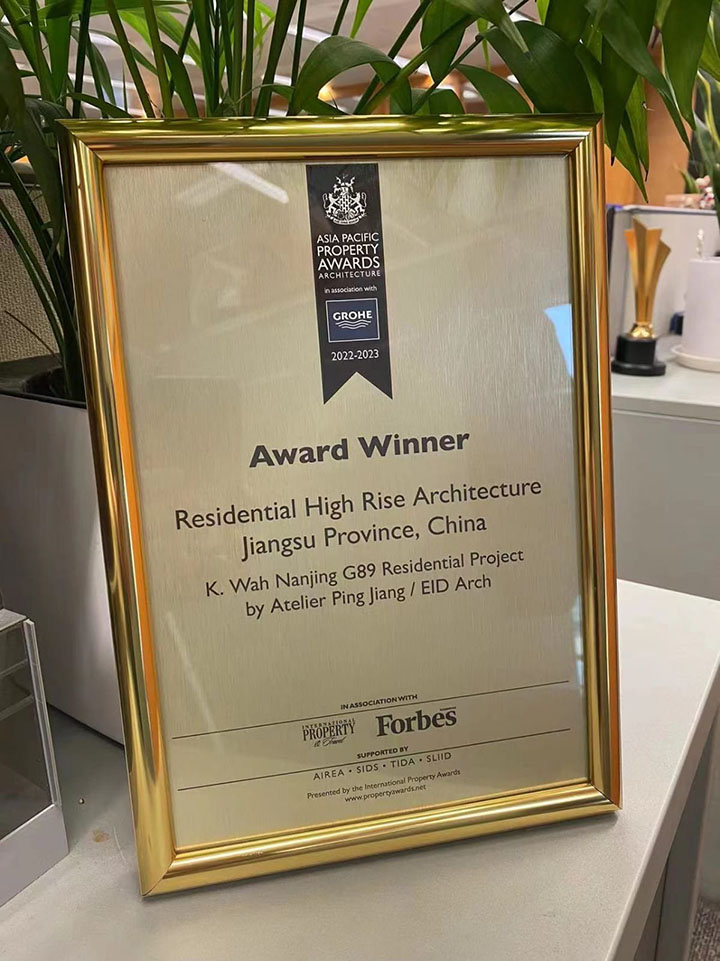 ASIA PACIFIC
PROPERTY
AWARDS
ARCHITECTURE
in association with
GROHE
2022-2023
Award Winner
Residential High Rise Architecture
Jiangsu Province, China
K. Wah Nanjing G89 Residential Project
by Atelier Ping Jiang / EID Arch
IN ASSOCIATION WITH
INTERNATIONAL
PROPERTY
& Travel
Forbes
SUPPORTED BY
AIREA • SIDS • TIDA • SLIID
Presented by the International Property Awards
www.propertyawards.net